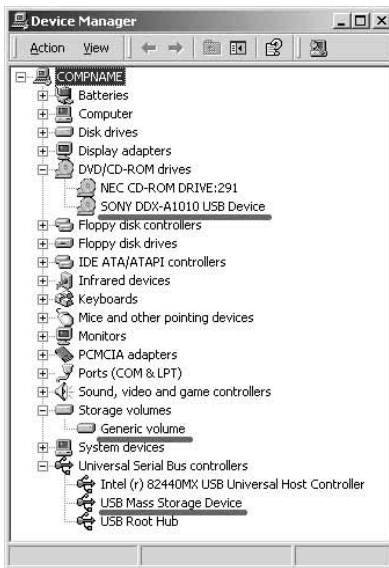 Device Manager
Action View
COMPNAME
Batteries
Computer
Disk drives
Display adapters
DVD/CD-ROM drives
NEC CD-ROM DRIVE:291
SONY DDX-A1010 USB Device
Floppy disk controllers
Floppy disk drives
IDE ATA/ATAPI controllers
Infrared devices
Keyboards
Mice and other pointing devices
Monitors
PCMCIA adapters
Ports (COM & LPT)
Sound, video and game controllers
Storage volumes
Generic volume
System devices
Universal Serial Bus controllers
Intel (r) 82440MX USB Universal Host Controller
USB Mass Storage Device
USB Root Hub